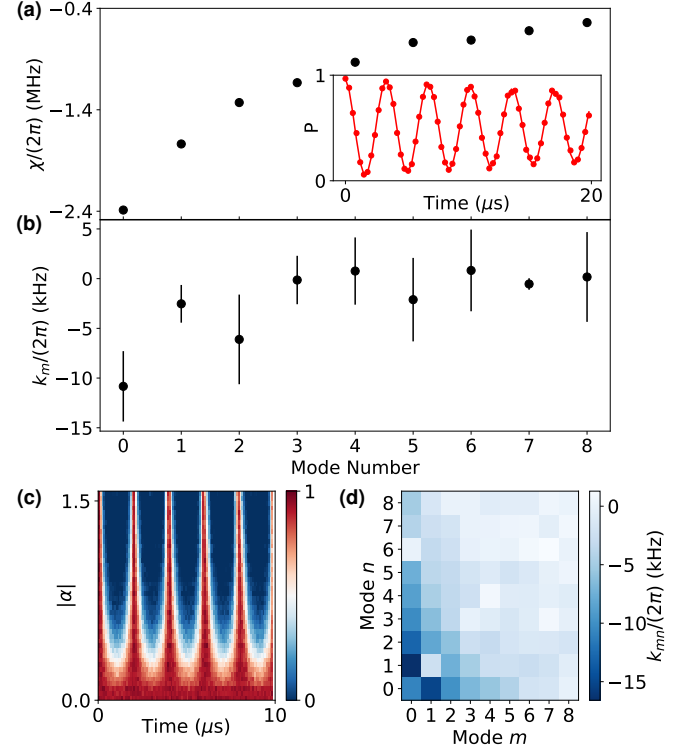 (a)
χ/(2π) (MHz)
−0.4
−1.4
−2.4
P
1
0
0
20
Time (μs)
(b)
k_m/(2π) (kHz)
5
0
−5
−10
−15
0 1 2 3 4 5 6 7 8
Mode Number
(c)
|α|
1.5
0.0
0
10
Time (μs)
1
0
(d)
Mode n
8
7
6
5
4
3
2
1
0
0 1 2 3 4 5 6 7 8
Mode m
0
−5
−10
−15
k_mn/(2π) (kHz)